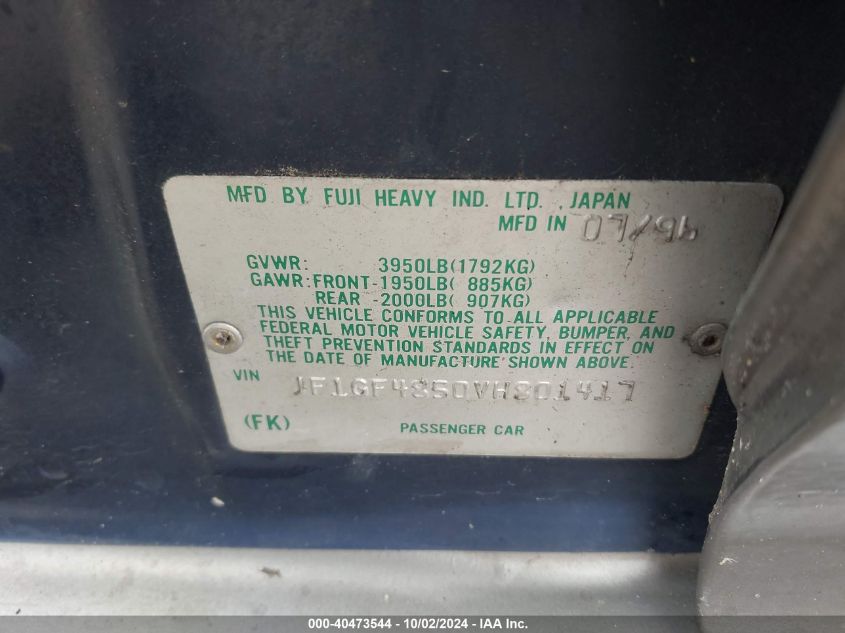 MFD BY FUJI HEAVY IND. LTD., JAPAN
MFD IN 07/96
GVWR: 3950LB(1792KG)
GAWR:FRONT-1950LB( 885KG)
REAR -2000LB( 907KG)
THIS VEHICLE CONFORMS TO ALL APPLICABLE
FEDERAL MOTOR VEHICLE SAFETY, BUMPER, AND
THEFT PREVENTION STANDARDS IN EFFECT ON
THE DATE OF MANUFACTURE SHOWN ABOVE.
VIN JF1GF4850VH801417
(FK) PASSENGER CAR
000-40473544 - 10/02/2024 - IAA Inc.